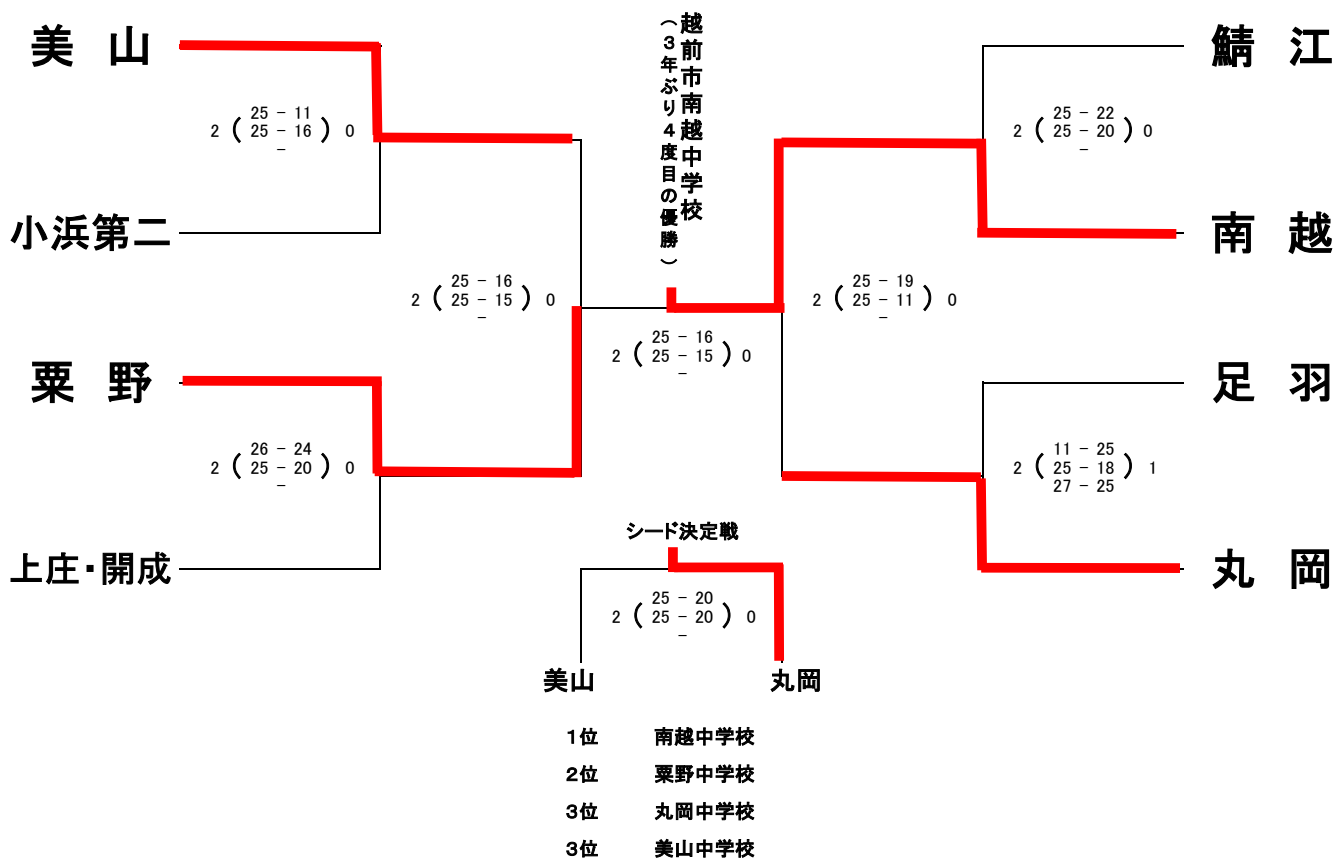 美 山
25 - 11
2 ( 25 - 16 ) 0
-
小浜第二
25 - 16
2 ( 25 - 15 ) 0
-
粟 野
26 - 24
2 ( 25 - 20 ) 0
-
上庄・開成
越前市南越中学校
（３年ぶり４度目の優勝）
25 - 16
2 ( 25 - 15 ) 0
-
鯖 江
25 - 22
2 ( 25 - 20 ) 0
-
南 越
25 - 19
2 ( 25 - 11 ) 0
-
足 羽
11 - 25
2 ( 25 - 18 ) 1
27 - 25
丸 岡
シード決定戦
25 - 20
2 ( 25 - 20 ) 0
-
美山 丸岡
1位 南越中学校
2位 粟野中学校
3位 丸岡中学校
3位 美山中学校